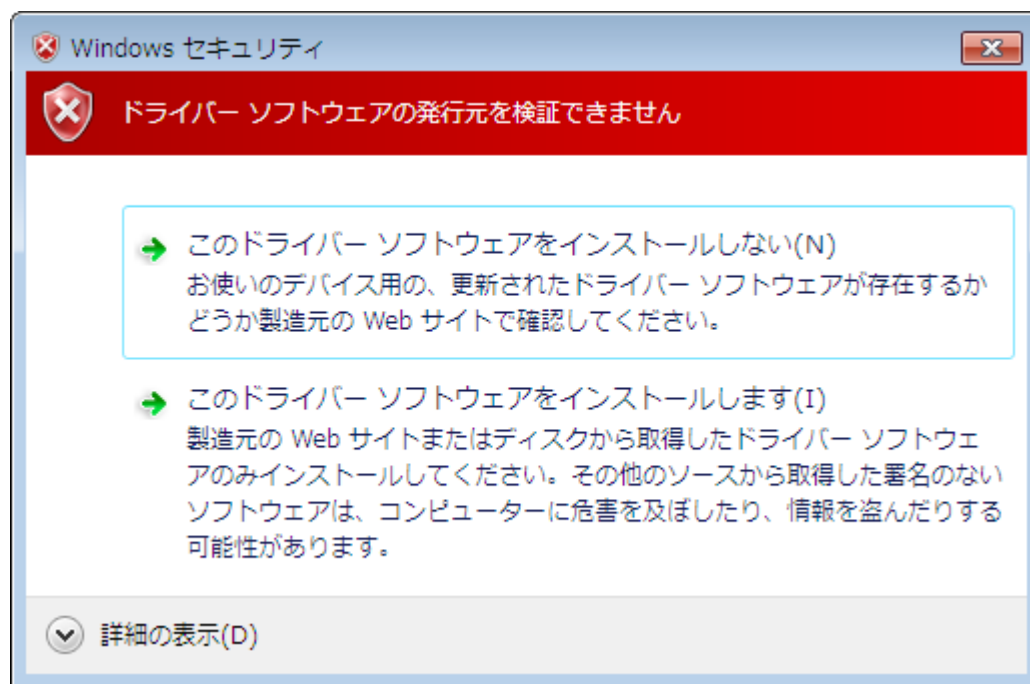 Windows セキュリティ
ドライバー ソフトウェアの発行元を検証できません
このドライバー ソフトウェアをインストールしない(N)
お使いのデバイス用の、更新されたドライバー ソフトウェアが存在するか
どうか製造元の Web サイトで確認してください。
このドライバー ソフトウェアをインストールします(I)
製造元の Web サイトまたはディスクから取得したドライバー ソフトウェ
アのみインストールしてください。その他のソースから取得した署名のない
ソフトウェアは、コンピューターに危害を及ぼしたり、情報を盗んだりする
可能性があります。
詳細の表示(D)